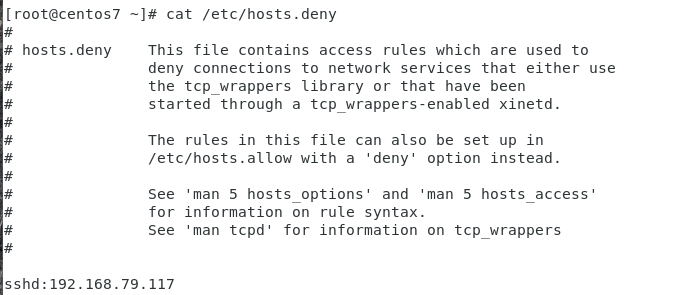 [root@centos7 ~]# cat /etc/hosts.deny
#
# hosts.deny    This file contains access rules which are used to
#               deny connections to network services that either use
#               the tcp_wrappers library or that have been
#               started through a tcp_wrappers-enabled xinetd.
#
#               The rules in this file can also be set up in
#               /etc/hosts.allow with a 'deny' option instead.
#
#               See 'man 5 hosts_options' and 'man 5 hosts_access'
#               for information on rule syntax.
#               See 'man tcpd' for information on tcp_wrappers
#
sshd:192.168.79.117